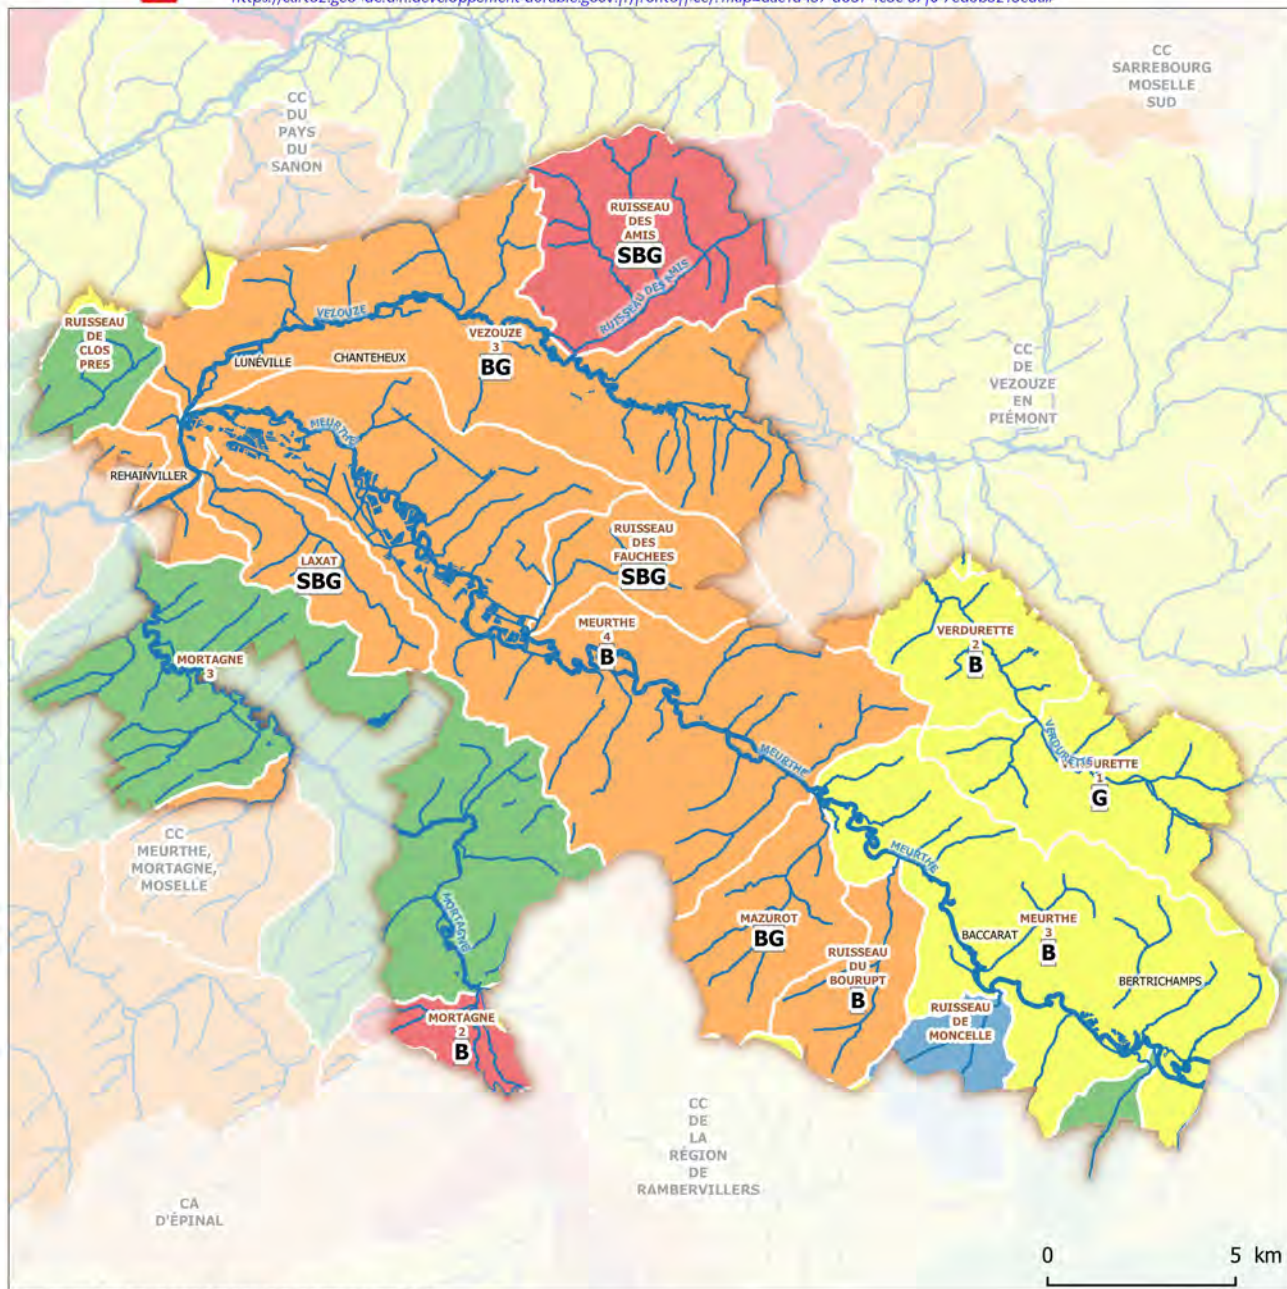 CC
SARREBOURG
MOSELLE
SUD
CC
DU
PAYS
DU
SANON
RUISSEAU
DES
AMIS
SBG
RUISSEAU DES AMIS
VEZOUZE
RUISSEAU
DE
CLOS
PRES
VEZOUZE
3
BG
LUNÉVILLE
CHANTEHEUX
CC
DE
VEZOUZE
EN
PIÉMONT
MEURTHE
REHAINVILLER
LAXAT
SBG
RUISSEAU
DES
FAUCHEES
SBG
MEURTHE
4
B
VERDURETTE
2
B
MORTAGNE
3
VERDURETTE
VERDURETTE
1
G
MEURTHE
CC
MEURTHE,
MORTAGNE,
MOSELLE
MEURTHE
MORTAGNE
MAZUROT
BG
BACCARAT
MEURTHE
3
B
RUISSEAU
DU
BOURUPT
B
BERTRICHAMPS
RUISSEAU
DE
MONCELLE
MORTAGNE
2
B
CC
DE
LA
RÉGION
DE
RAMBERVILLERS
CA
D'ÉPINAL
0 5 km